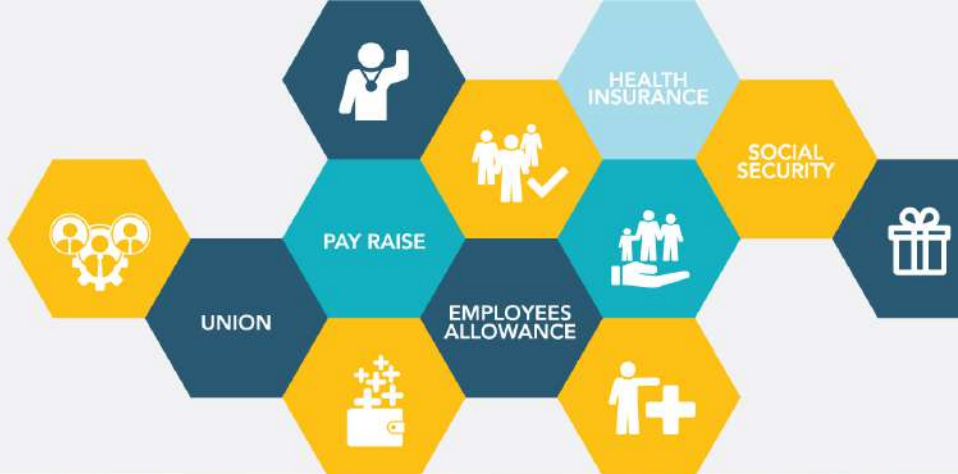 HEALTH
INSURANCE
SOCIAL
SECURITY
PAY RAISE
UNION
EMPLOYEES
ALLOWANCE